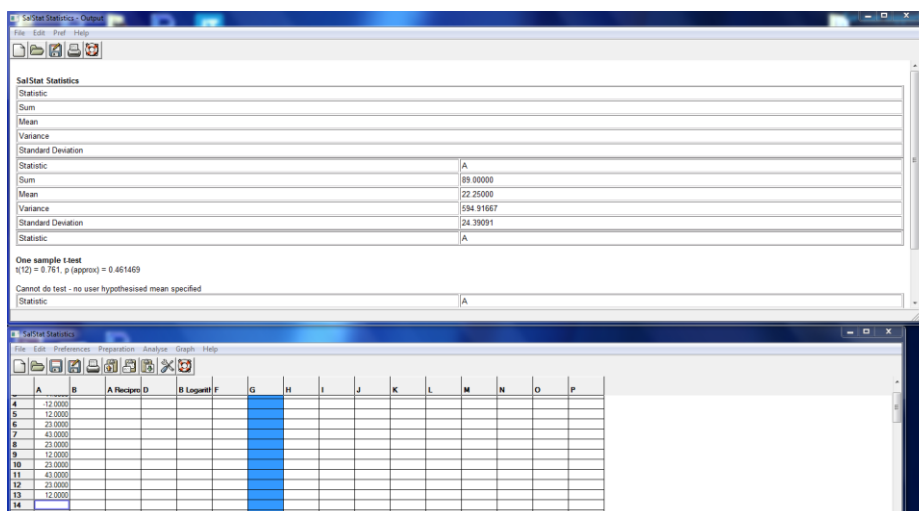 SalStat Statistics - Output
File Edit Pref Help
SalStat Statistics
Statistic
Sum
Mean
Variance
Standard Deviation
Statistic A
Sum 89.00000
Mean 22.25000
Variance 594.91667
Standard Deviation 24.39091
Statistic A
One sample t-test
t(12) = 0.761, p (approx) = 0.461469
Cannot do test - no user hypothesised mean specified
Statistic A
SalStat Statistics
File Edit Preferences Preparation Analyse Graph Help
A B A Recipro D B Logarith F G H I J K L M N O P
4 -12.0000
5 12.0000
6 23.0000
7 43.0000
8 23.0000
9 12.0000
10 23.0000
11 43.0000
12 23.0000
13 12.0000
14